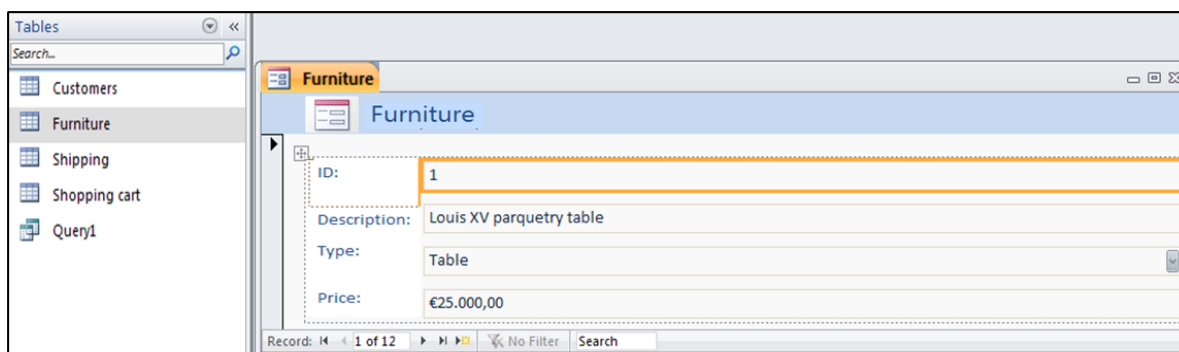 Tables
Search...
Customers
Furniture
Shipping
Shopping cart
Query1
Furniture
Furniture
ID: 1
Description: Louis XV parquetry table
Type: Table
Price: €25.000,00
Record: 1 of 12 No Filter Search